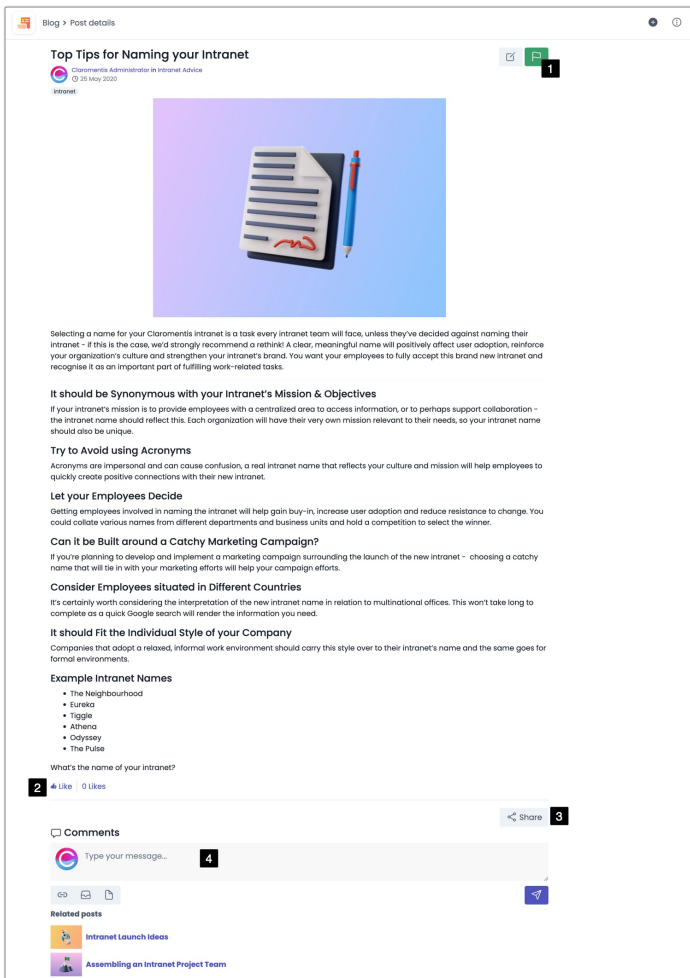 Blog > Post details
Top Tips for Naming your Intranet
1
Claromentis Administrator in Intranet Advice
25 May 2020
intranet
Selecting a name for your Claromentis intranet is a task every intranet team will face, unless they've decided against naming their
intranet - if this is the case, we'd strongly recommend a rethink! A clear, meaningful name will positively affect user adoption, reinforce
your organization's culture and strengthen your intranet's brand. You want your employees to fully accept this brand new intranet and
recognise it as an important part of fulfilling work-related tasks.
It should be Synonymous with your Intranet's Mission & Objectives
If your intranet's mission is to provide employees with a centralized area to access information, or to perhaps support collaboration -
the intranet name should reflect this. Each organization will have their very own mission relevant to their needs, so your intranet name
should also be unique.
Try to Avoid using Acronyms
Acronyms are impersonal and can cause confusion, a real intranet name that reflects your culture and mission will help employees to
quickly create positive connections with their new intranet.
Let your Employees Decide
Getting employees involved in naming the intranet will help gain buy-in, increase user adoption and reduce resistance to change. You
could collate various names from different departments and business units and hold a competition to select the winner.
Can it be Built around a Catchy Marketing Campaign?
If you're planning to develop and implement a marketing campaign surrounding the launch of the new intranet - choosing a catchy
name that will tie in with your marketing efforts will help your campaign efforts.
Consider Employees situated in Different Countries
It's certainly worth considering the interpretation of the new intranet name in relation to multinational offices. This won't take long to
complete as a quick Google search will render the information you need.
It should Fit the Individual Style of your Company
Companies that adopt a relaxed, informal work environment should carry this style over to their intranet's name and the same goes for
formal environments.
Example Intranet Names
• The Neighbourhood
• Eureka
• Tiggle
• Athena
• Odyssey
• The Pulse
What's the name of your intranet?
2 Like 0 Likes
Share 3
Comments
Type your message... 4
Related posts
Intranet Launch Ideas
Assembling an Intranet Project Team